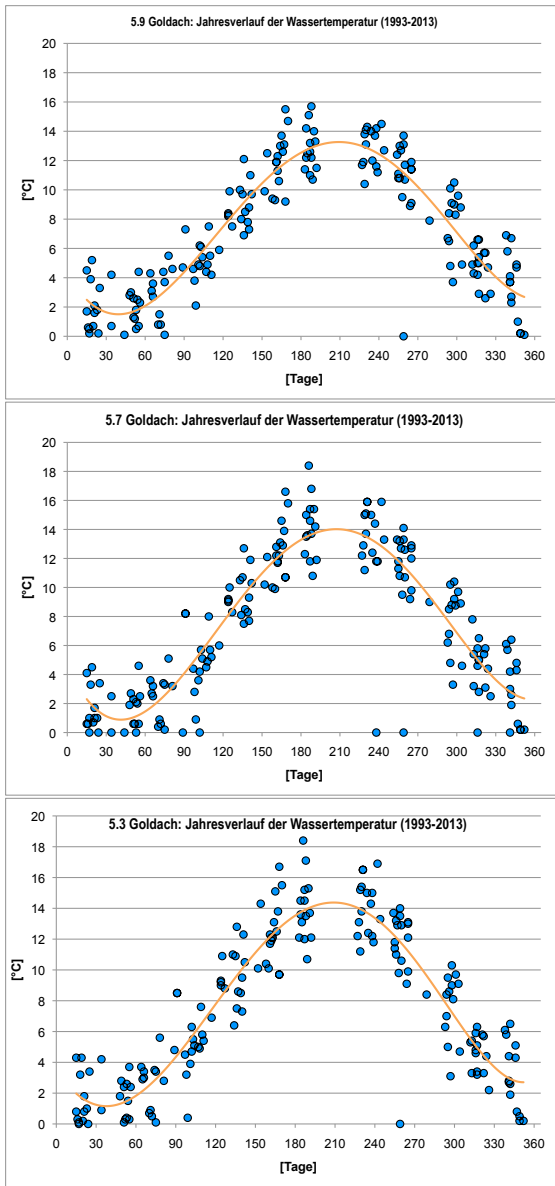 5.9 Goldach: Jahresverlauf der Wassertemperatur (1993-2013)
20
18
16
14
12
10
8
6
4
2
0
[°C]
0 30 60 90 120 150 180 210 240 270 300 330 360
[Tage]
5.7 Goldach: Jahresverlauf der Wassertemperatur (1993-2013)
20
18
16
14
12
10
8
6
4
2
0
[°C]
0 30 60 90 120 150 180 210 240 270 300 330 360
[Tage]
5.3 Goldach: Jahresverlauf der Wassertemperatur (1993-2013)
20
18
16
14
12
10
8
6
4
2
0
[°C]
0 30 60 90 120 150 180 210 240 270 300 330 360
[Tage]